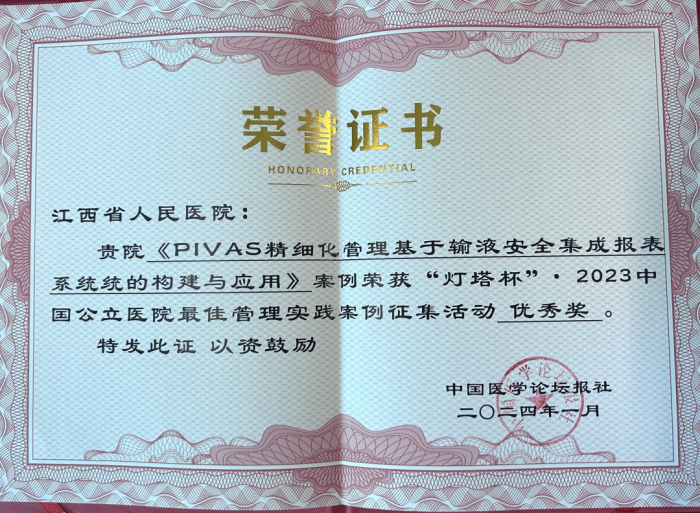 荣誉证书
HONORARY CREDENTIAL
江西省人民医院：
贵院《PIVAS精细化管理基于输液安全集成报表
系统统的构建与应用》案例荣获“灯塔杯”·2023中
国公立医院最佳管理实践案例征集活动 优秀奖 。
特发此证 以资鼓励
中国医学论坛报社
二〇二四年一月